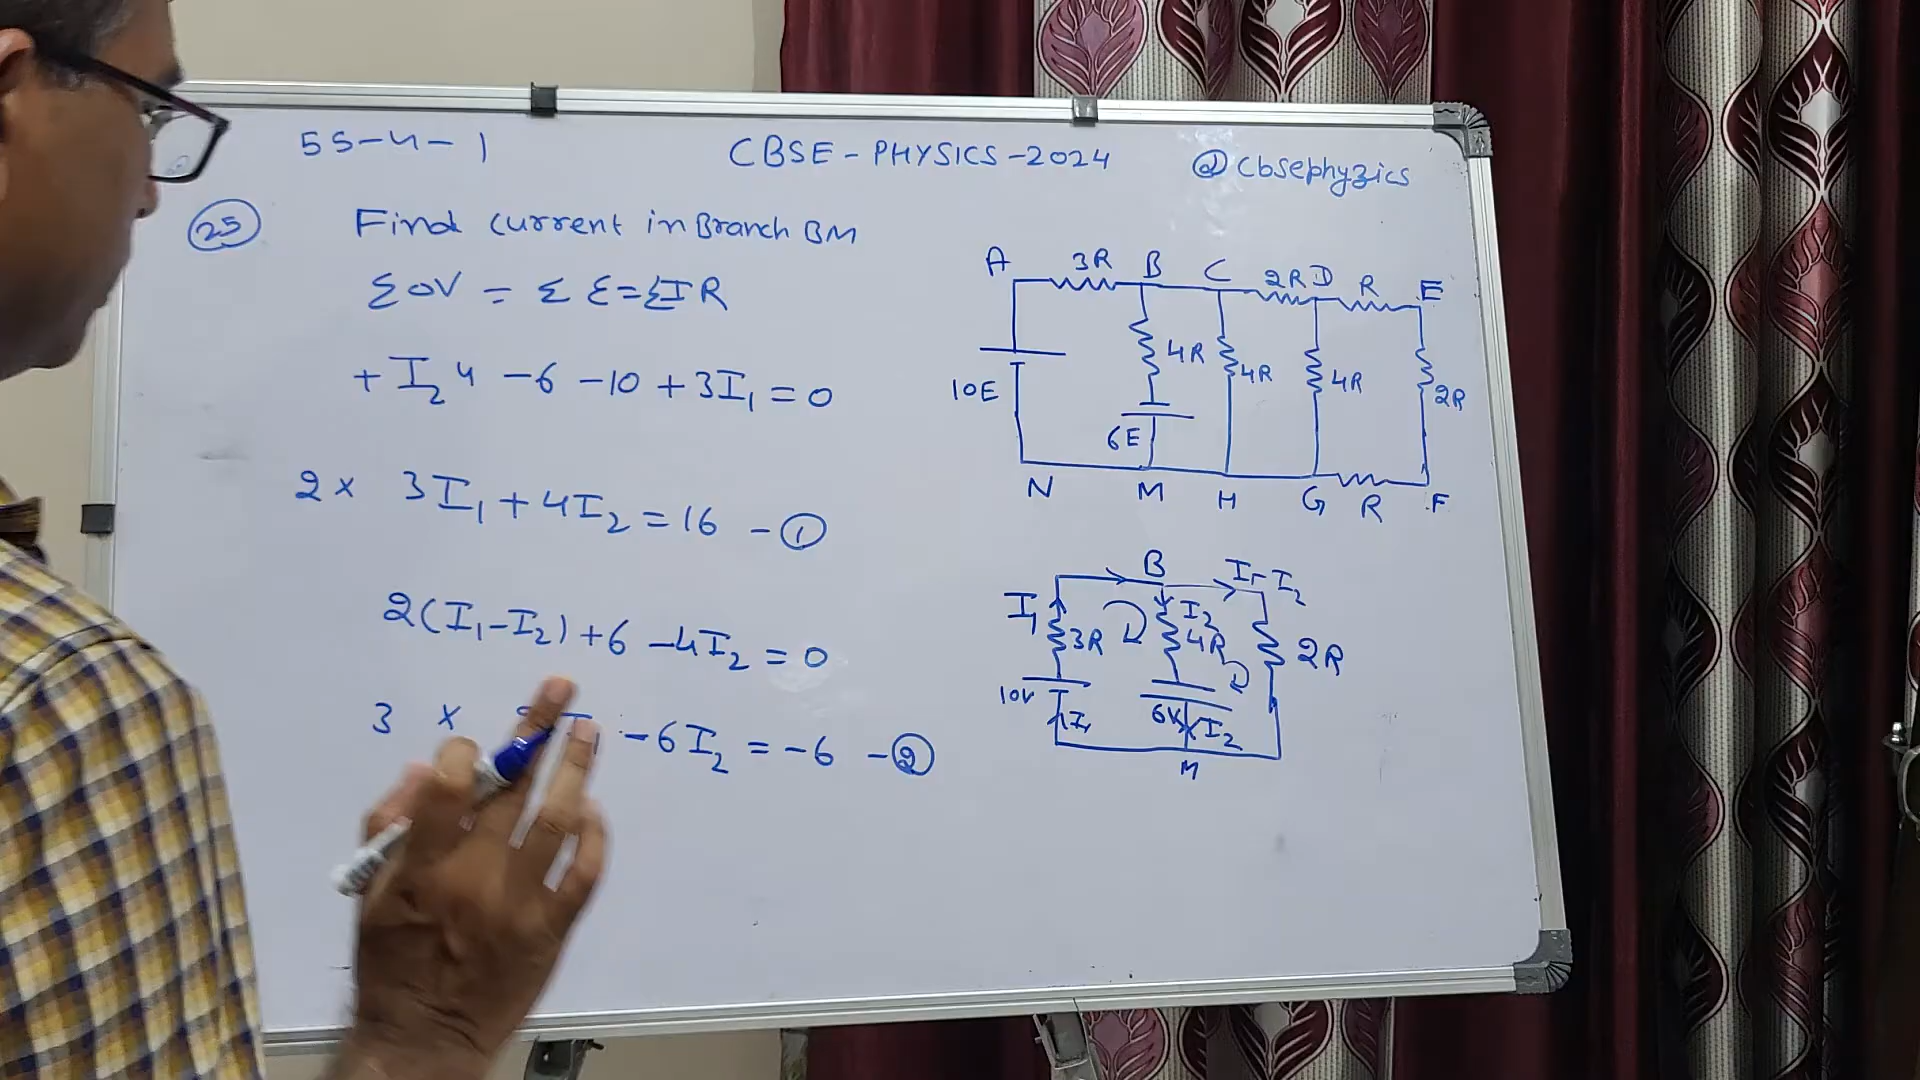 55-4-1
CBSE - PHYSICS - 2024
@cbsephyzics
25
Find current in Branch BM
ΣΔV = Σ ε = ΣIR
+ I₂4 - 6 - 10 + 3I₁ = 0
2 × 3I₁ + 4I₂ = 16 - ①
2(I₁-I₂) + 6 - 4I₂ = 0
3 × - 6I₂ = -6 - ②
A 3R B C 2R D R E
4R 4R 4R 2R
10E
6E
N M H G R F
B I₁-I₂
I₁ 3R I₂ 4R 2R
10V I₁ 6V I₂
M